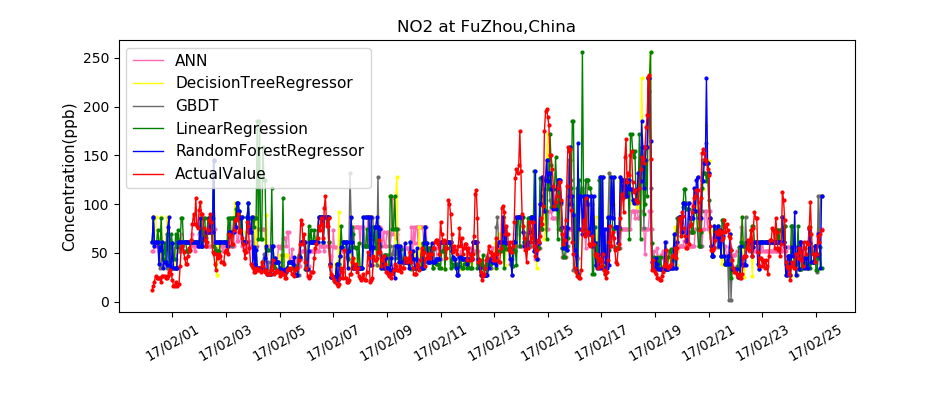 NO2 at FuZhou,China
Concentration(ppb)
250
200
150
100
50
0
ANN
DecisionTreeRegressor
GBDT
LinearRegression
RandomForestRegressor
ActualValue
17/02/01
17/02/03
17/02/05
17/02/07
17/02/09
17/02/11
17/02/13
17/02/15
17/02/17
17/02/19
17/02/21
17/02/23
17/02/25